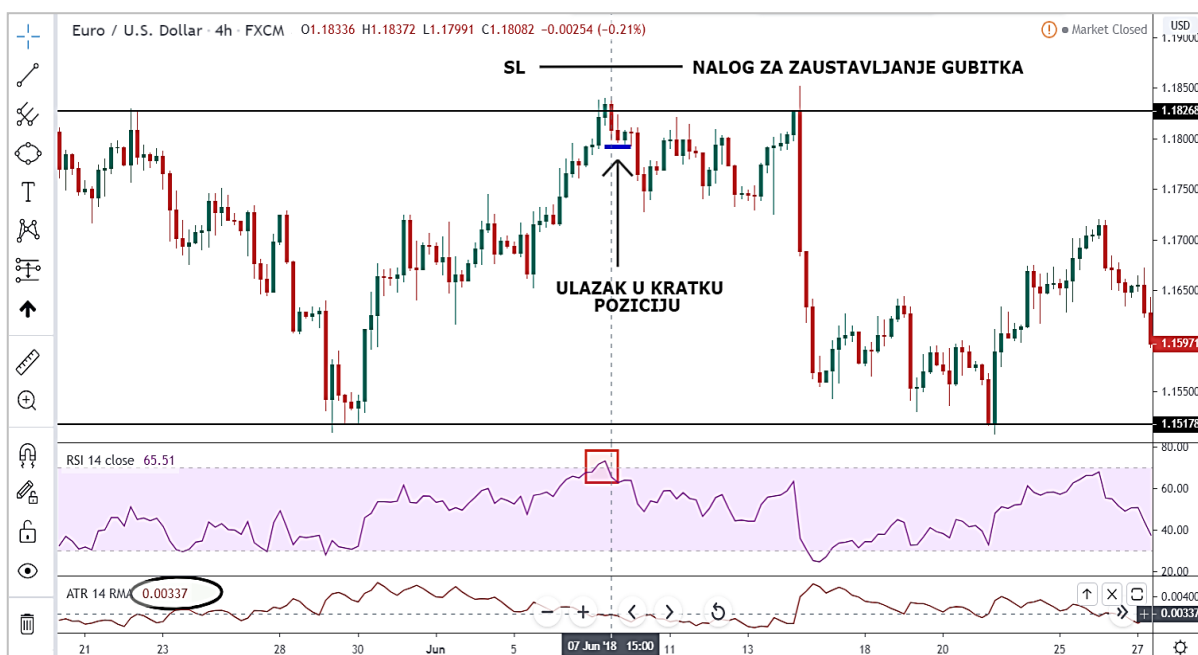 Euro / U.S. Dollar · 4h · FXCM O1.18336 H1.18372 L1.17991 C1.18082 −0.00254 (−0.21%)
Market Closed
USD
1.19000
SL
NALOG ZA ZAUSTAVLJANJE GUBITKA
1.18500
1.18268
1.18000
1.17500
1.17000
ULAZAK U KRATKU
POZICIJU
1.16500
1.15971
1.15500
1.15178
RSI 14 close 65.51
80.00
60.00
40.00
20.00
ATR 14 RMA 0.00337
0.00400
0.00337
21 23 28 30 Jun 5 07 Jun '18 15:00 11 13 18 20 25 27